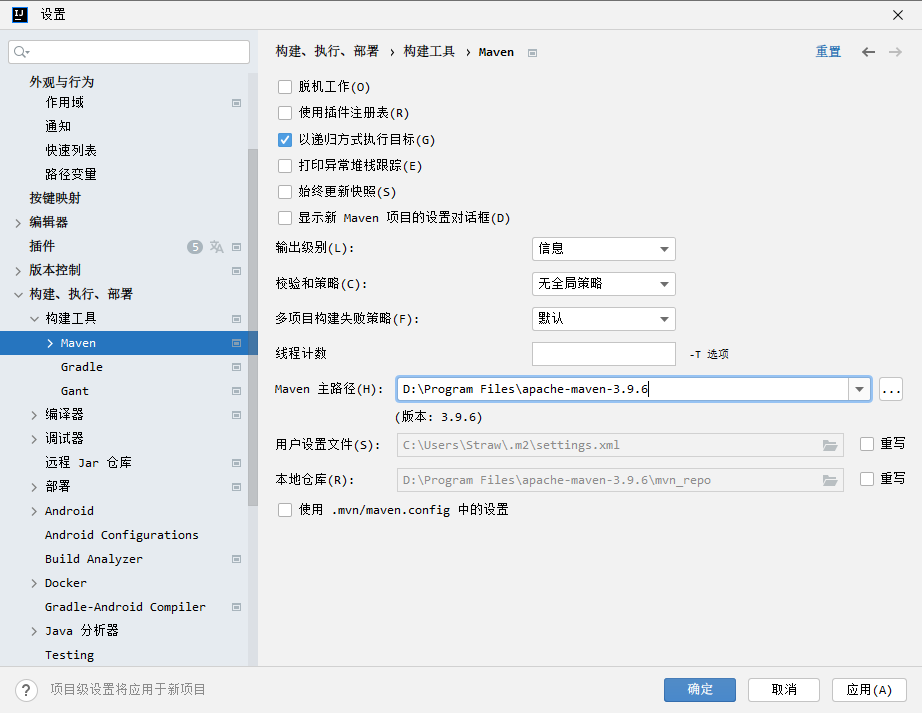 设置
外观与行为
作用域
通知
快速列表
路径变量
按键映射
编辑器
插件 5
版本控制
构建、执行、部署
构建工具
Maven
Gradle
Gant
编译器
调试器
远程 Jar 仓库
部署
Android
Android Configurations
Build Analyzer
Docker
Gradle-Android Compiler
Java 分析器
Testing
构建、执行、部署 › 构建工具 › Maven
重置
脱机工作(O)
使用插件注册表(R)
以递归方式执行目标(G)
打印异常堆栈跟踪(E)
始终更新快照(S)
显示新 Maven 项目的设置对话框(D)
输出级别(L): 信息
校验和策略(C): 无全局策略
多项目构建失败策略(F): 默认
线程计数 -T 选项
Maven 主路径(H): D:\Program Files\apache-maven-3.9.6 ...
(版本: 3.9.6)
用户设置文件(S): C:\Users\Straw\.m2\settings.xml 重写
本地仓库(R): D:\Program Files\apache-maven-3.9.6\mvn_repo 重写
使用 .mvn/maven.config 中的设置
? 项目级设置将应用于新项目
确定 取消 应用(A)